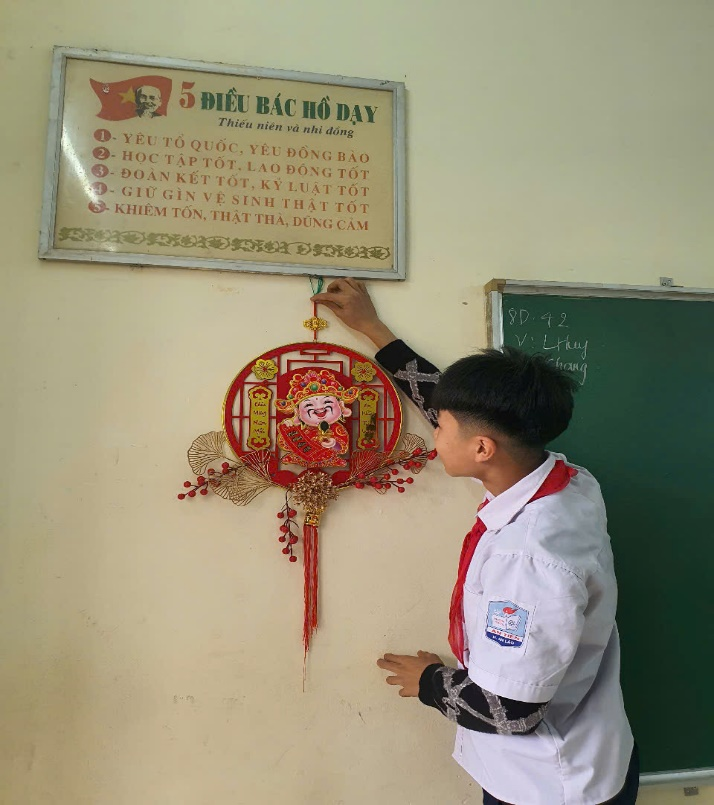 5 ĐIỀU BÁC HỒ DẠY
Thiếu niên và nhi đồng
1- YÊU TỔ QUỐC, YÊU ĐỒNG BÀO
2- HỌC TẬP TỐT, LAO ĐỘNG TỐT
3- ĐOÀN KẾT TỐT, KỶ LUẬT TỐT
4- GIỮ GÌN VỆ SINH THẬT TỐT
5- KHIÊM TỐN, THẬT THÀ, DŨNG CẢM
8D. 42
V: L Huy